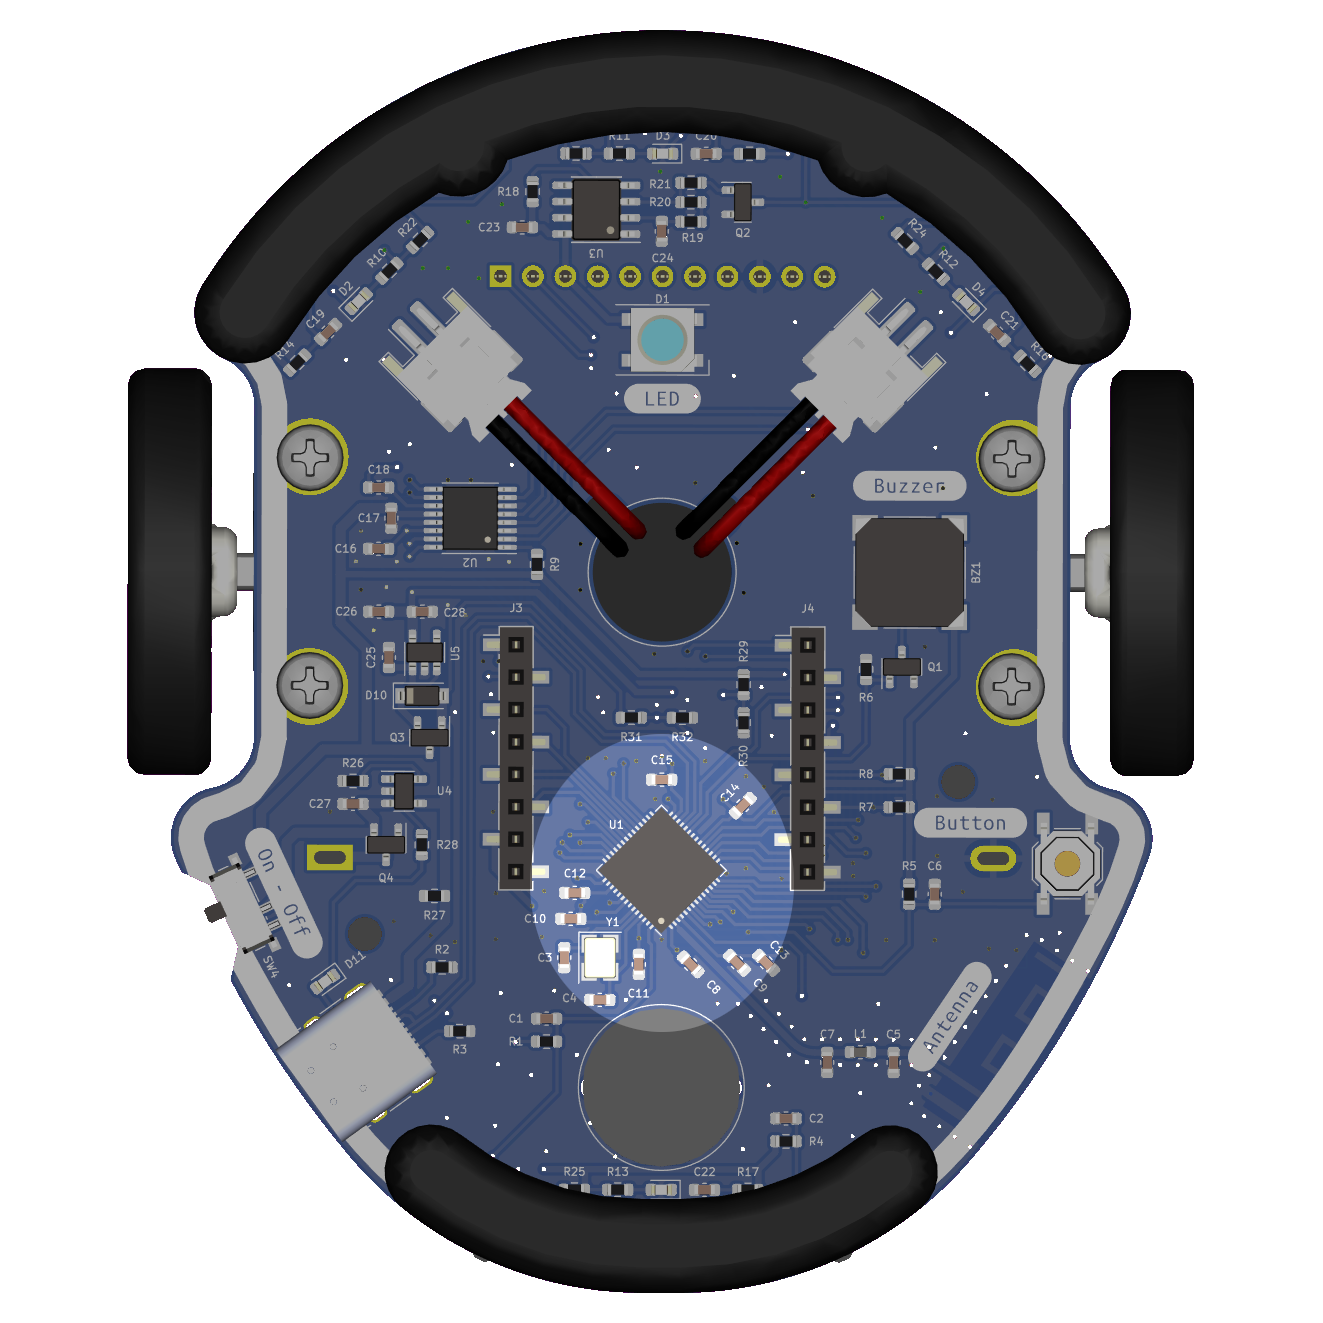 R11 D3 C20
R18 R21
R20
C23 R19 Q2
U3 C24
R22 R24
R10 R12
D2 D4
C19 C21
R14 R16
D1
LED
C18
C17
C16
U2 R9
Buzzer
BZ1
C26 C28
J3 J4
C25 U5
R29
Q1
D10 R6
Q3 R31 R32 R30
R26 C15 R8
C27 U4 C14 R7
U1 Button
R28
Q4 C12 R5 C6
On - Off
R27 C10 Y1
SW4 D11 R2 C3 C13
C4 C11 C8 C9
Antenna
C1
R3 R1 C7 L1 C5
C2
R4
R25 R13 C22 R17